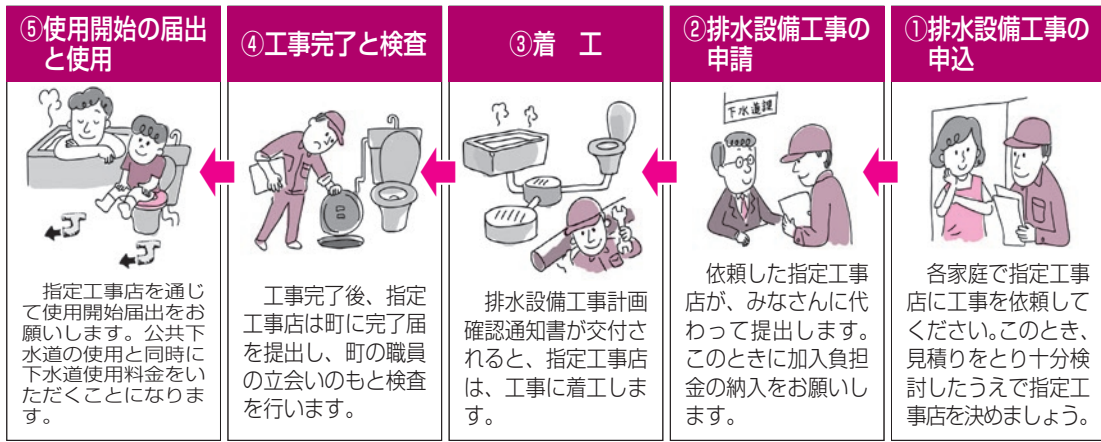 ①排水設備工事の
申込
各家庭で指定工事
店に工事を依頼して
ください。このとき、
見積りをとり十分検
討したうえで指定工
事店を決めましょう。
②排水設備工事の
申請
下水道課
依頼した指定工事
店が、みなさんに代
わって提出します。
このときに加入負担
金の納入をお願いし
ます。
③着　工
排水設備工事計画
確認通知書が交付さ
れると、指定工事店
は、工事に着工しま
す。
④工事完了と検査
工事完了後、指定
工事店は町に完了届
を提出し、町の職員
の立会いのもと検査
を行います。
⑤使用開始の届出
と使用
指定工事店を通じ
て使用開始届出をお
願いします。公共下
水道の使用と同時に
下水道使用料金をい
ただくことになりま
す。